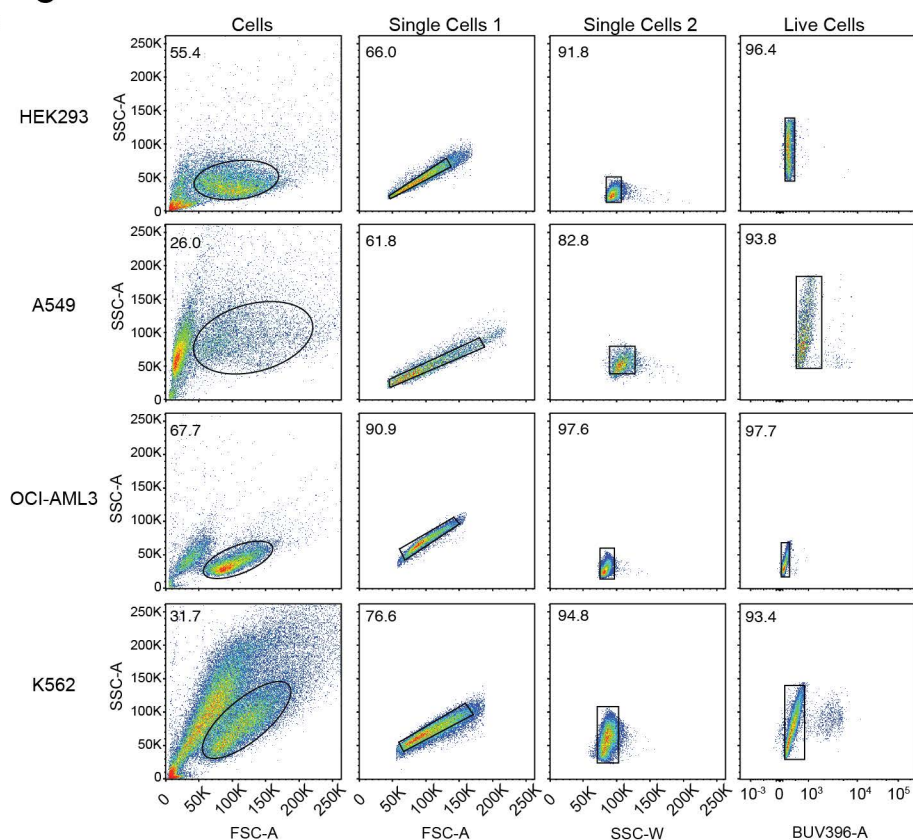 Cells Single Cells 1 Single Cells 2 Live Cells
HEK293
SSC-A
250K
200K
150K
100K
50K
0
55.4
66.0
91.8
96.4
A549
SSC-A
250K
200K
150K
100K
50K
0
26.0
61.8
82.8
93.8
OCI-AML3
SSC-A
250K
200K
150K
100K
50K
0
67.7
90.9
97.6
97.7
K562
SSC-A
250K
200K
150K
100K
50K
0
31.7
76.6
94.8
93.4
0 50K 100K 150K 200K 250K
0 50K 100K 150K 200K 250K
0 50K 100K 150K 200K 250K
10-3 0 103 104 105
FSC-A FSC-A SSC-W BUV396-A